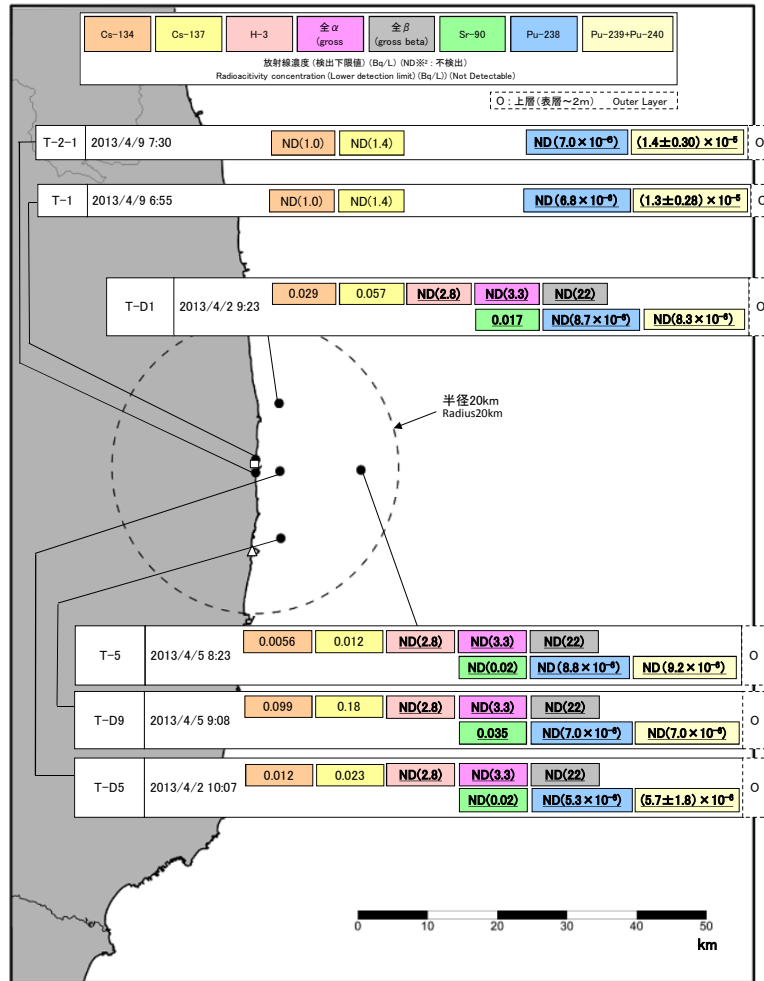 Cs-134 Cs-137 H-3 全α (gross 全β (gross beta) Sr-90 Pu-238 Pu-239+Pu-240
放射線濃度 (検出下限値) (Bq/L) (ND※²：不検出)
Radioacitivity concentration (Lower detection limit) (Bq/L)) (Not Detectable)
O：上層(表層～2m) Outer Layer
T-2-1 2013/4/9 7:30 ND(1.0) ND(1.4) ND(7.0×10⁻⁶) (1.4±0.30)×10⁻⁵ O
T-1 2013/4/9 6:55 ND(1.0) ND(1.4) ND(6.8×10⁻⁶) (1.3±0.28)×10⁻⁵ O
T-D1 2013/4/2 9:23 0.029 0.057 ND(2.8) ND(3.3) ND(22) O
0.017 ND(8.7×10⁻⁶) ND(8.3×10⁻⁶)
半径20km
Radius20km
T-5 2013/4/5 8:23 0.0056 0.012 ND(2.8) ND(3.3) ND(22) O
ND(0.02) ND(8.8×10⁻⁶) ND(9.2×10⁻⁶)
T-D9 2013/4/5 9:08 0.099 0.18 ND(2.8) ND(3.3) ND(22) O
0.035 ND(7.0×10⁻⁶) ND(7.0×10⁻⁶)
T-D5 2013/4/2 10:07 0.012 0.023 ND(2.8) ND(3.3) ND(22) O
ND(0.02) ND(5.3×10⁻⁶) (5.7±1.8)×10⁻⁶
0 10 20 30 40 50
km